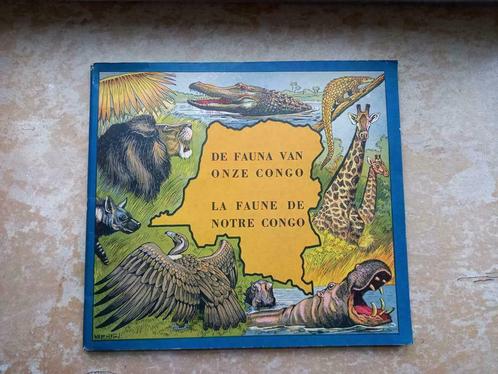 DE FAUNA VAN
ONZE CONGO
LA FAUNE DE
NOTRE CONGO